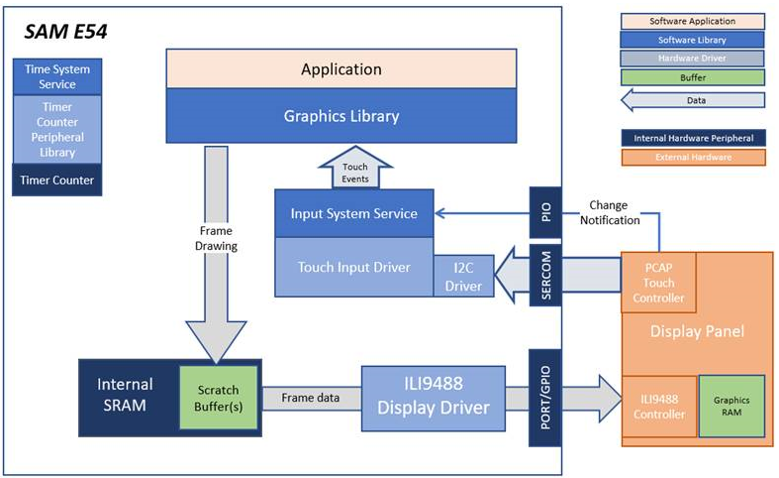 SAM E54
Time System
Service
Timer
Counter
Peripheral
Library
Timer Counter
Application
Graphics Library
Touch
Events
Input System Service
Touch Input Driver
I2C
Driver
Frame
Drawing
Internal
SRAM
Scratch
Buffer(s)
Frame data
ILI9488
Display Driver
PIO
SERCOM
PORT/GPIO
Change
Notification
PCAP
Touch
Controller
Display Panel
ILI9488
Controller
Graphics
RAM
Software Application
Software Library
Hardware Driver
Buffer
Data
Internal Hardware Peripheral
External Hardware